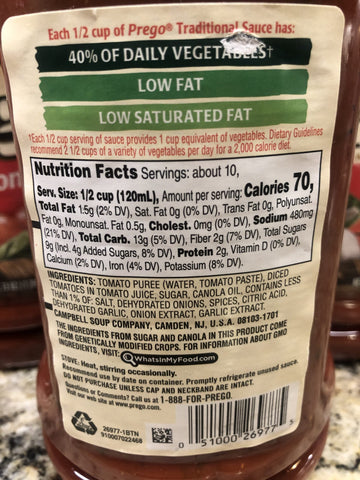 Each 1/2 cup of Prego® Traditional Sauce has:
40% OF DAILY VEGETABLES†
LOW FAT
LOW SATURATED FAT
†Each 1/2 cup serving of sauce provides 1 cup equivalent of vegetables. Dietary Guidelines
recommend 2 1/2 cups of a variety of vegetables per day for a 2,000 calorie diet.
Nutrition Facts Servings: about 10,
Serv. Size: 1/2 cup (120mL), Amount per serving: Calories 70,
Total Fat 1.5g (2% DV), Sat. Fat 0g (0% DV), Trans Fat 0g, Polyunsat.
Fat 0g, Monounsat. Fat 0.5g, Cholest. 0mg (0% DV), Sodium 480mg
(21% DV), Total Carb. 13g (5% DV), Fiber 2g (7% DV), Total Sugars
9g (Incl. 4g Added Sugars, 8% DV), Protein 2g, Vitamin D (0% DV),
Calcium (2% DV), Iron (4% DV), Potassium (8% DV).
INGREDIENTS: TOMATO PUREE (WATER, TOMATO PASTE), DICED
TOMATOES IN TOMATO JUICE, SUGAR, CANOLA OIL, CONTAINS LESS
THAN 1% OF: SALT, DEHYDRATED ONIONS, SPICES, CITRIC ACID,
DEHYDRATED GARLIC, ONION EXTRACT, GARLIC EXTRACT.
CAMPBELL SOUP COMPANY, CAMDEN, NJ, U.S.A. 08103-1701
THE INGREDIENTS FROM SUGAR AND CANOLA IN THIS PRODUCT COME
FROM GENETICALLY MODIFIED CROPS. FOR INFORMATION ABOUT GMO
INGREDIENTS, VISIT: WhatsInMyFood.com
STOVE: Heat, stirring occasionally.
Recommend use by date on container. Promptly refrigerate unused sauce.
DO NOT PURCHASE UNLESS CAP AND NECKBAND ARE INTACT.
Questions or Comments? Call us at 1-888-FOR-PREGO.
Visit our web site at www.prego.com.
26977-1BTN
910007022468
0 51000 26977 5